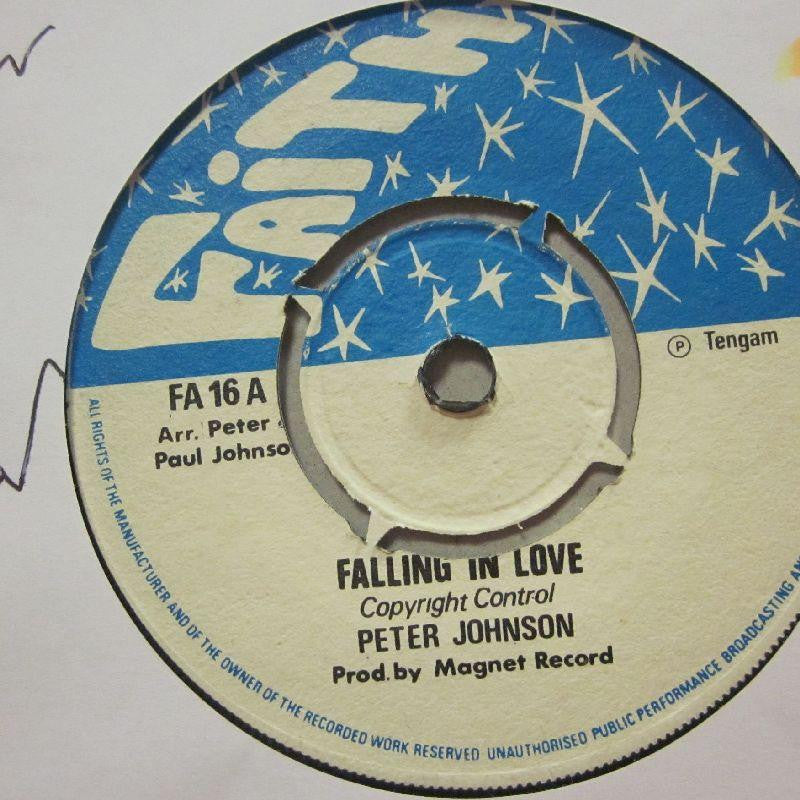 FAITH
℗ Tengam
FA 16 A
Arr. Peter
Paul Johnso
FALLING IN LOVE
Copyright Control
PETER JOHNSON
Prod. by Magnet Record
ALL RIGHTS OF THE MANUFACTURER AND OF THE OWNER OF THE RECORDED WORK RESERVED UNAUTHORISED PUBLIC PERFORMANCE BROADCASTING AN